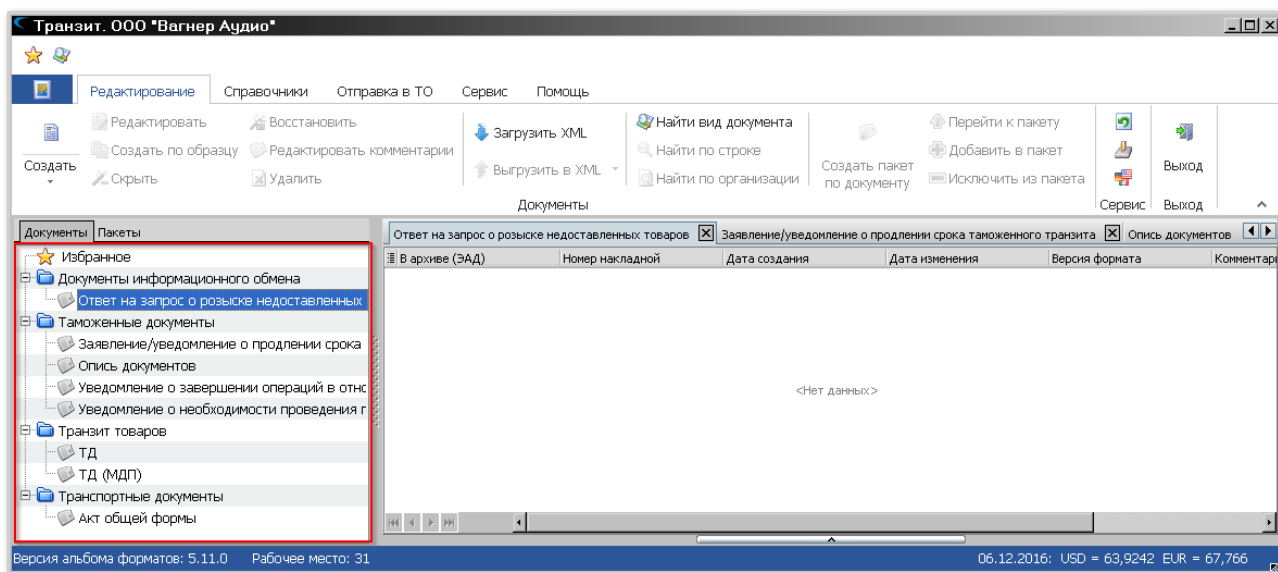 Транзит. ООО "Вагнер Аудио"
Редактирование Справочники Отправка в ТО Сервис Помощь
Создать
Редактировать
Создать по образцу
Скрыть
Восстановить
Редактировать комментарии
Удалить
Загрузить XML
Выгрузить в XML
Найти вид документа
Найти по строке
Найти по организации
Создать пакет
по документу
Перейти к пакету
Добавить в пакет
Исключить из пакета
Выход
Документы
Сервис
Выход
Документы Пакеты
Избранное
Документы информационного обмена
Ответ на запрос о розыске недоставленных
Таможенные документы
Заявление/уведомление о продлении срока
Опись документов
Уведомление о завершении операций в отнс
Уведомление о необходимости проведения г
Транзит товаров
ТД
ТД (МДП)
Транспортные документы
Акт общей формы
Ответ на запрос о розыске недоставленных товаров Заявление/уведомление о продлении срока таможенного транзита Опись документов
В архиве (ЭАД) Номер накладной Дата создания Дата изменения Версия формата Комментари
<Нет данных>
Версия альбома форматов: 5.11.0 Рабочее место: 31 06.12.2016: USD = 63,9242 EUR = 67,766